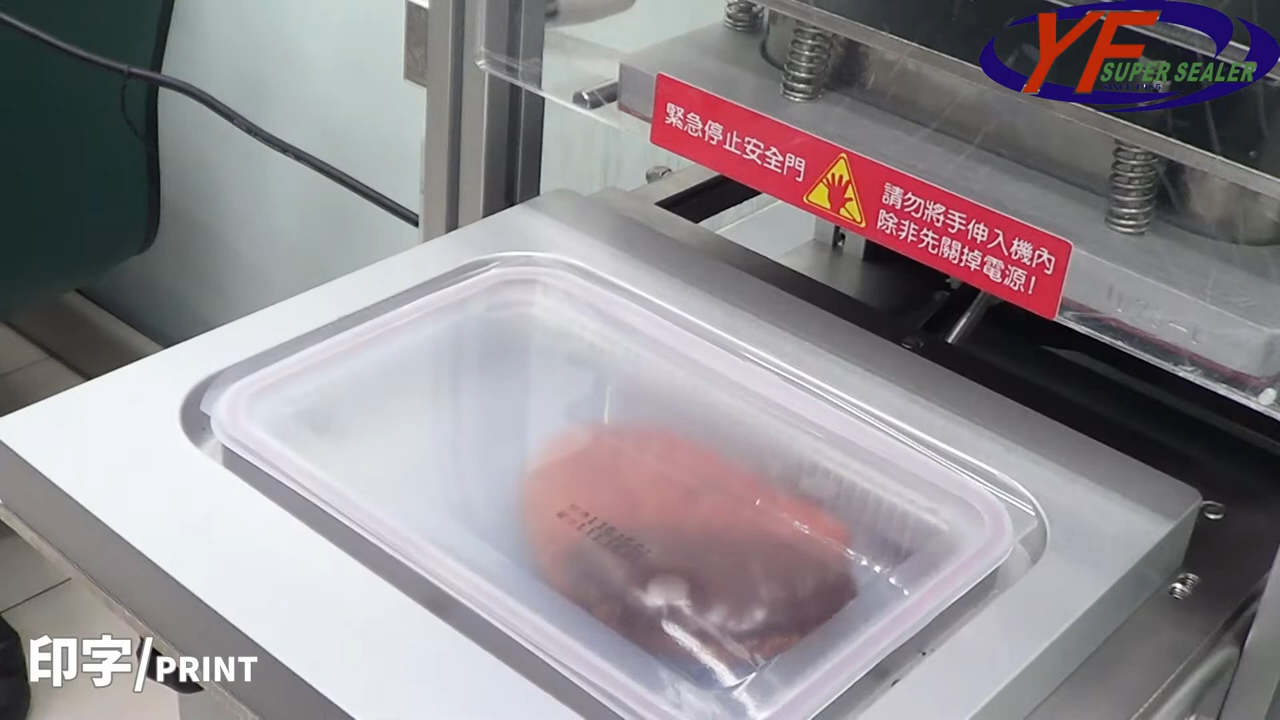 YF
SUPER SEALER
緊急停止安全門
請勿將手伸入機內
除非先關掉電源!
印字/PRINT